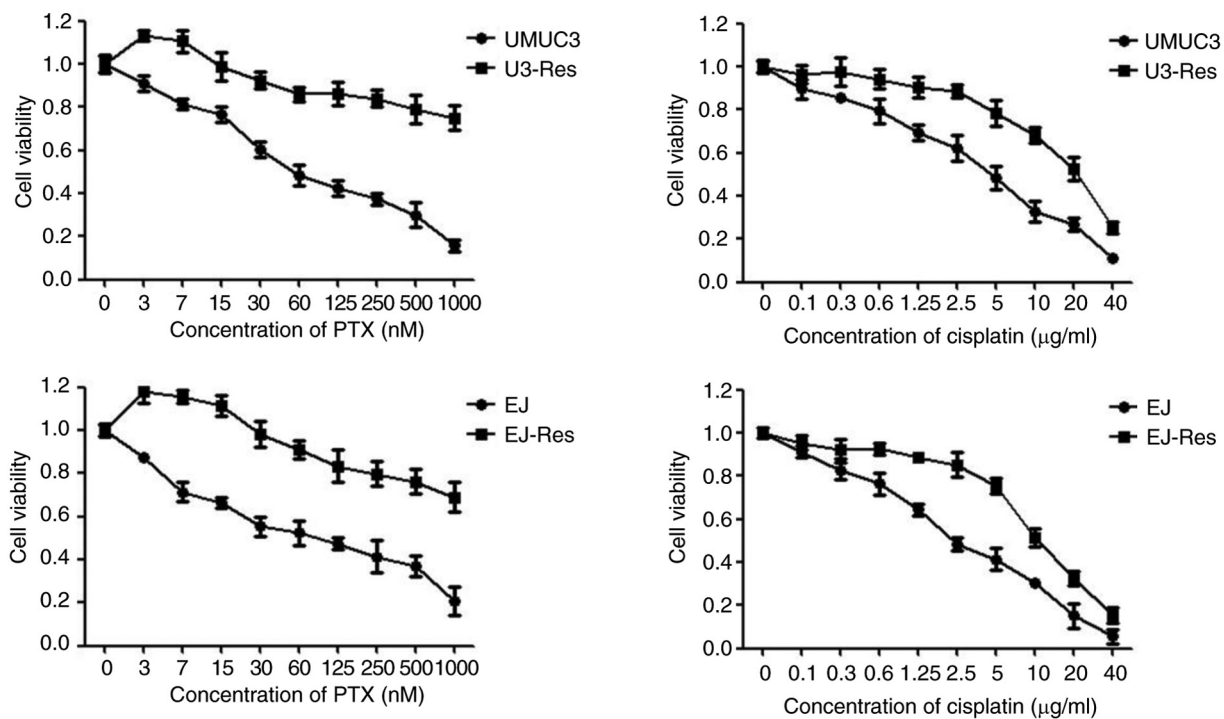 1.2
1.0
0.8
0.6
0.4
0.2
0.0
Cell viability
0 3 7 15 30 60 125 250 500 1000
Concentration of PTX (nM)
UMUC3
U3-Res
1.2
1.0
0.8
0.6
0.4
0.2
0.0
Cell viability
0 0.1 0.3 0.6 1.25 2.5 5 10 20 40
Concentration of cisplatin (μg/ml)
UMUC3
U3-Res
1.2
1.0
0.8
0.6
0.4
0.2
0.0
Cell viability
0 3 7 15 30 60 125 250 500 1000
Concentration of PTX (nM)
EJ
EJ-Res
1.2
1.0
0.8
0.6
0.4
0.2
0.0
Cell viability
0 0.1 0.3 0.6 1.25 2.5 5 10 20 40
Concentration of cisplatin (μg/ml)
EJ
EJ-Res